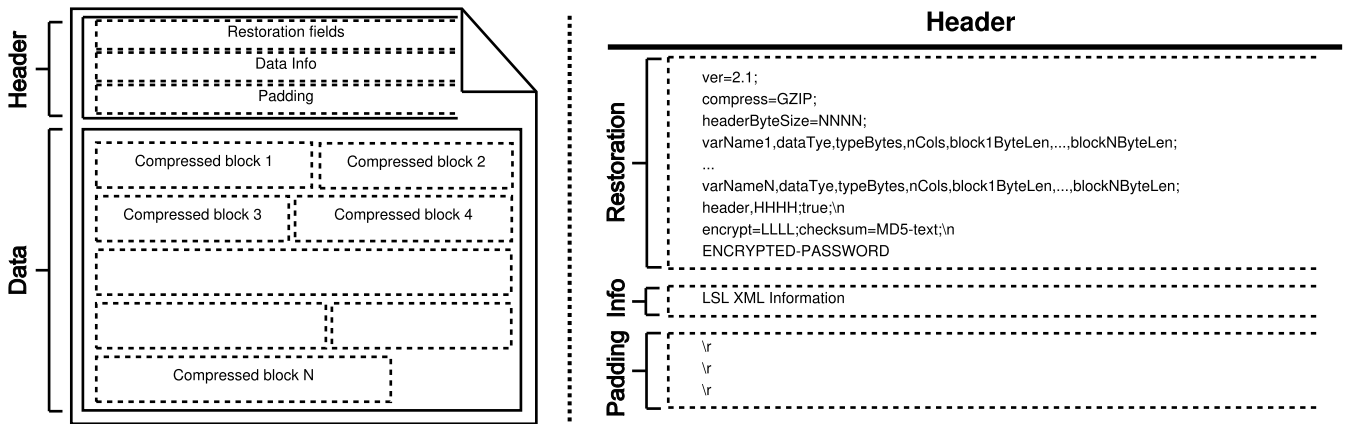 Header
Restoration fields
Data Info
Padding
Data
Compressed block 1
Compressed block 2
Compressed block 3
Compressed block 4
Compressed block N
Header
Restoration
ver=2.1;
compress=GZIP;
headerByteSize=NNNN;
varName1,dataTye,typeBytes,nCols,block1ByteLen,...,blockNByteLen;
...
varNameN,dataTye,typeBytes,nCols,block1ByteLen,...,blockNByteLen;
header,HHHH;true;\n
encrypt=LLLL;checksum=MD5-text;\n
ENCRYPTED-PASSWORD
Info
LSL XML Information
Padding
\r
\r
\r